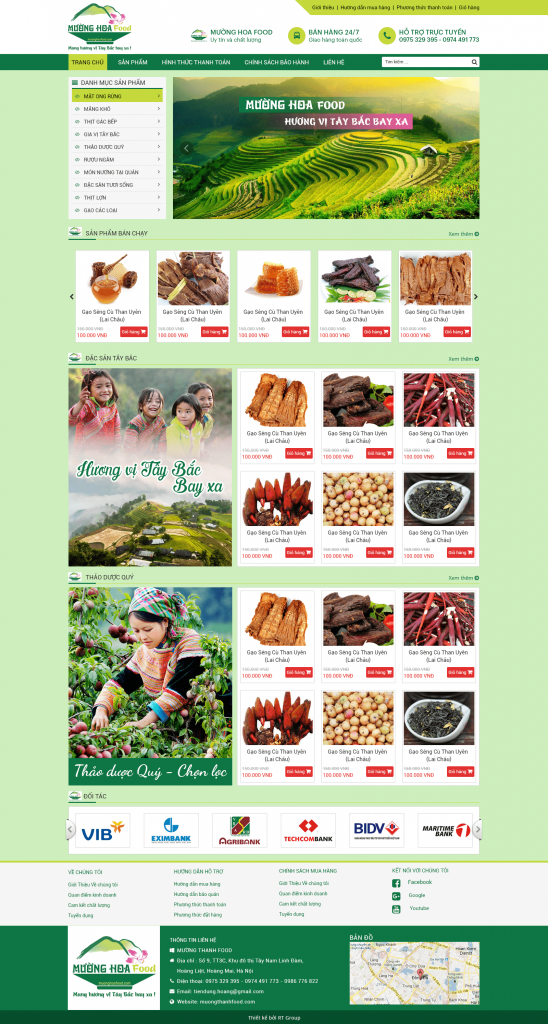 Giới thiệu | Hướng dẫn mua hàng | Phương thức thanh toán | Giỏ hàng
MƯỜNG HOA Food
muonghoafood.com
Mang hương vị Tây Bắc bay xa !
MƯỜNG HOA FOOD
Uy tín và chất lượng
BÁN HÀNG 24/7
Giao hàng toàn quốc
HỖ TRỢ TRỰC TUYẾN
0975 329 395 - 0974 491 773
TRANG CHỦ SẢN PHẨM HÌNH THỨC THANH TOÁN CHÍNH SÁCH BẢO HÀNH LIÊN HỆ
Tìm kiếm ...
DANH MỤC SẢN PHẨM
MẬT ONG RỪNG
MĂNG KHÔ
THỊT GÁC BẾP
GIA VỊ TÂY BẮC
THẢO DƯỢC QUÝ
RƯỢU NGÂM
MÓN NƯỚNG TẠI QUÁN
ĐẶC SẢN TƯƠI SỐNG
THỊT LỢN
GẠO CÁC LOẠI
MƯỜNG HOA FOOD
HƯƠNG VỊ TÂY BẮC BAY XA
SẢN PHẨM BÁN CHẠY
Xem thêm
Gạo Séng Cù Than Uyên (Lai Châu)
150.000 VNĐ
100.000 VNĐ
Giỏ hàng
Gạo Séng Cù Than Uyên (Lai Châu)
150.000 VNĐ
100.000 VNĐ
Giỏ hàng
Gạo Séng Cù Than Uyên (Lai Châu)
150.000 VNĐ
100.000 VNĐ
Giỏ hàng
Gạo Séng Cù Than Uyên (Lai Châu)
150.000 VNĐ
100.000 VNĐ
Giỏ hàng
Gạo Séng Cù Than Uyên (Lai Châu)
150.000 VNĐ
100.000 VNĐ
Giỏ hàng
ĐẶC SẢN TÂY BẮC
Xem thêm
Hương vị Tây Bắc
Bay xa
Gạo Séng Cù Than Uyên (Lai Châu)
150.000 VNĐ
100.000 VNĐ
Giỏ hàng
Gạo Séng Cù Than Uyên (Lai Châu)
150.000 VNĐ
100.000 VNĐ
Giỏ hàng
Gạo Séng Cù Than Uyên (Lai Châu)
150.000 VNĐ
100.000 VNĐ
Giỏ hàng
Gạo Séng Cù Than Uyên (Lai Châu)
150.000 VNĐ
100.000 VNĐ
Giỏ hàng
Gạo Séng Cù Than Uyên (Lai Châu)
150.000 VNĐ
100.000 VNĐ
Giỏ hàng
Gạo Séng Cù Than Uyên (Lai Châu)
150.000 VNĐ
100.000 VNĐ
Giỏ hàng
THẢO DƯỢC QUÝ
Xem thêm
Thảo dược Quý - Chọn lọc
Gạo Séng Cù Than Uyên (Lai Châu)
150.000 VNĐ
100.000 VNĐ
Giỏ hàng
Gạo Séng Cù Than Uyên (Lai Châu)
150.000 VNĐ
100.000 VNĐ
Giỏ hàng
Gạo Séng Cù Than Uyên (Lai Châu)
150.000 VNĐ
100.000 VNĐ
Giỏ hàng
Gạo Séng Cù Than Uyên (Lai Châu)
150.000 VNĐ
100.000 VNĐ
Giỏ hàng
Gạo Séng Cù Than Uyên (Lai Châu)
150.000 VNĐ
100.000 VNĐ
Giỏ hàng
Gạo Séng Cù Than Uyên (Lai Châu)
150.000 VNĐ
100.000 VNĐ
Giỏ hàng
ĐỐI TÁC
VIB
EXIMBANK
AGRIBANK
TECHCOMBANK
BIDV
MARITIME BANK
VỀ CHÚNG TÔI
Giới Thiệu Về chúng tôi
Quan điểm kinh doanh
Cam kết chất lượng
Tuyển dụng
HƯỚNG DẪN HỖ TRỢ
Hướng dẫn mua hàng
Hướng dẫn bảo quản
Phương thức thanh toán
Phương thức đặt hàng
CHÍNH SÁCH MUA HÀNG
Giới Thiệu Về chúng tôi
Quan điểm kinh doanh
Cam kết chất lượng
Tuyển dụng
KẾT NỐI VỚI CHÚNG TÔI
Facebook
Google
Youtube
MƯỜNG HOA Food
muonghoafood.com
Mang hương vị Tây Bắc bay xa !
THÔNG TIN LIÊN HỆ
MƯỜNG THANH FOOD
Địa chỉ : Số 9, TT3C, Khu đô thị Tây Nam Linh Đàm,
Hoàng Liệt, Hoàng Mai, Hà Nội
Điện thoại: 0975 329 395 - 0974 491 773 - 0986 776 822
Email: tiendang.hoang@gmail.com
Website: muongthanhfood.com
BẢN ĐỒ
Đống Đa
Thiết kế bởi RT Group